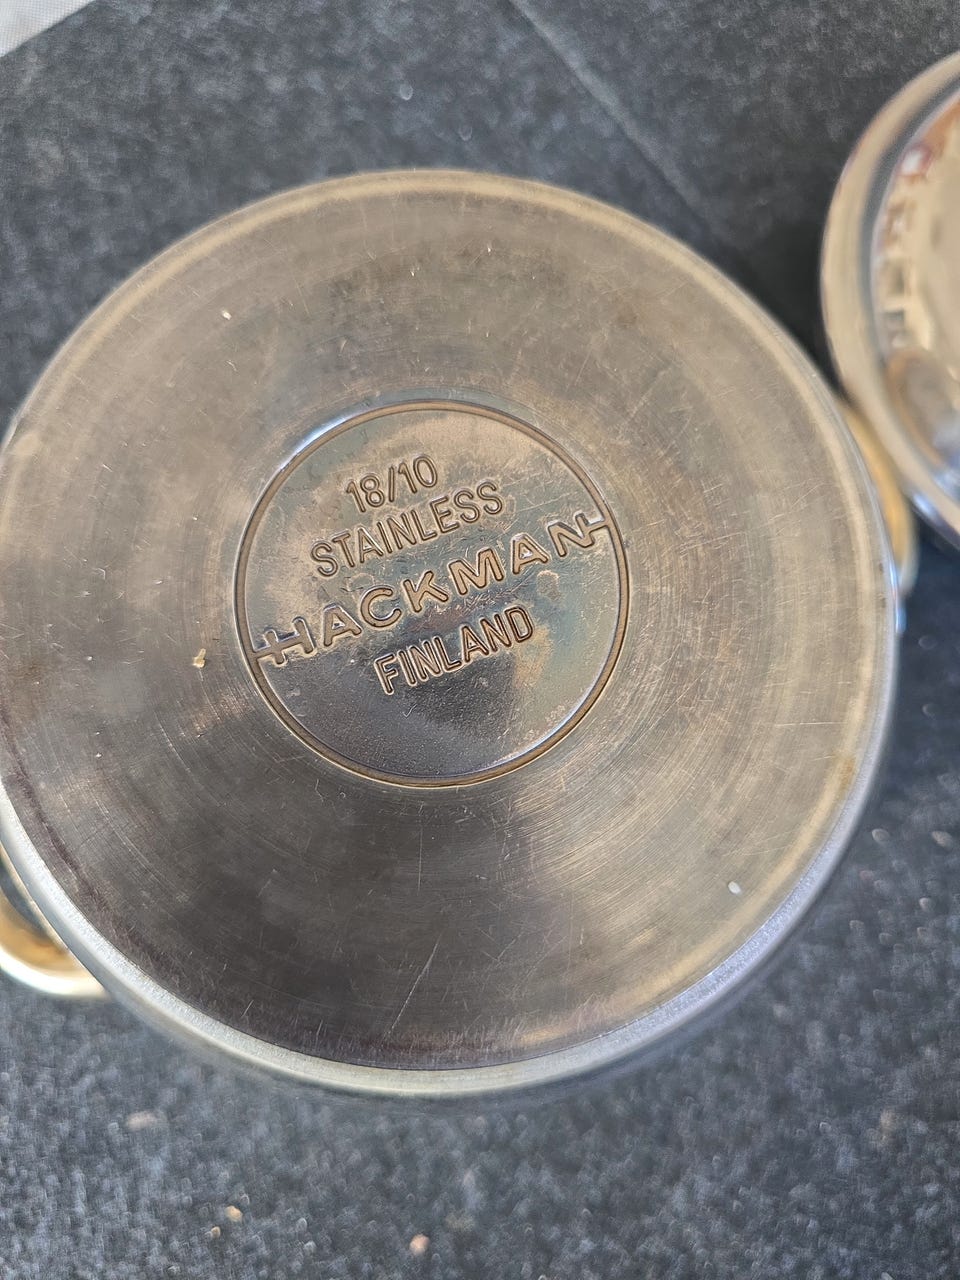 18/10
STAINLESS
HACKMAN
FINLAND